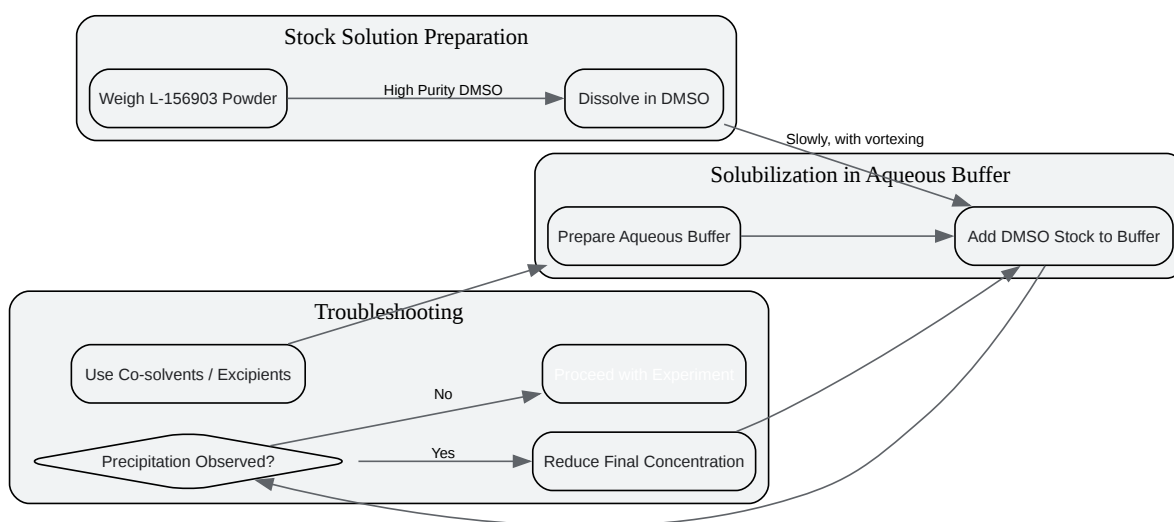 Stock Solution Preparation
Weigh L-156903 Powder
High Purity DMSO
Dissolve in DMSO
Slowly, with vortexing
Solubilization in Aqueous Buffer
Prepare Aqueous Buffer
Add DMSO Stock to Buffer
Troubleshooting
Use Co-solvents / Excipients
Proceed with Experiment
No
Precipitation Observed?
Yes
Reduce Final Concentration